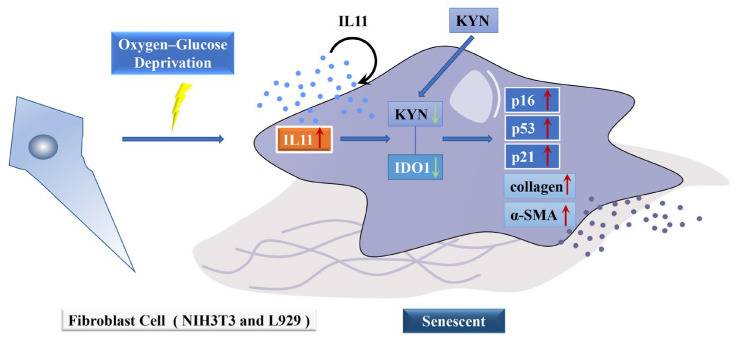 IL11
KYN
Oxygen–Glucose
Deprivation
p16
KYN
p53
IL11
p21
IDO1
collagen
α-SMA
Fibroblast Cell ( NIH3T3 and L929 )
Senescent